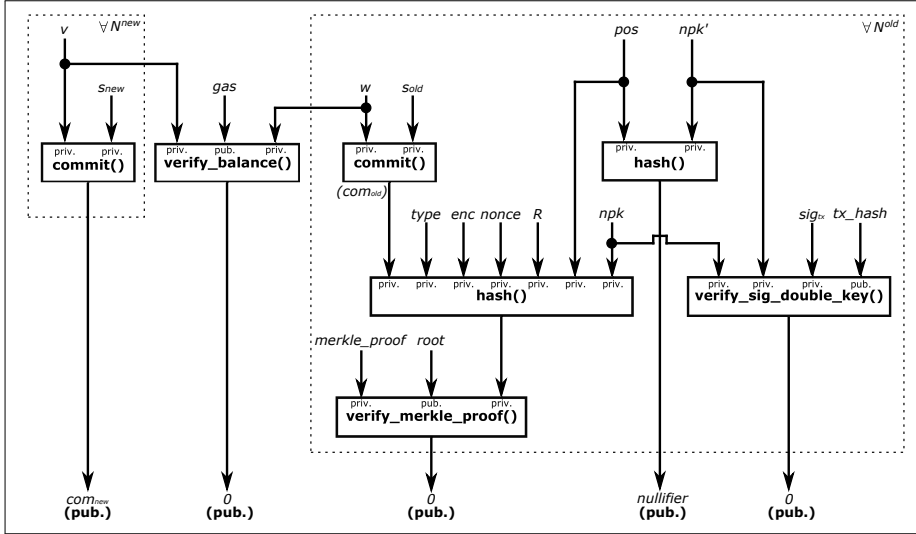 ∀ N^new
∀ N^old
v
pos
npk'
s_new
gas
w
s_old
priv. priv.
commit()
priv. pub. priv.
verify_balance()
priv. priv.
commit()
priv. priv.
hash()
(com_old)
type
enc
nonce
R
npk
sig_tx
tx_hash
priv. priv. priv. priv. priv. priv. priv.
hash()
priv. priv. priv. pub.
verify_sig_double_key()
merkle_proof
root
priv. pub. priv.
verify_merkle_proof()
com_new
(pub.)
0
(pub.)
0
(pub.)
nullifier
(pub.)
0
(pub.)